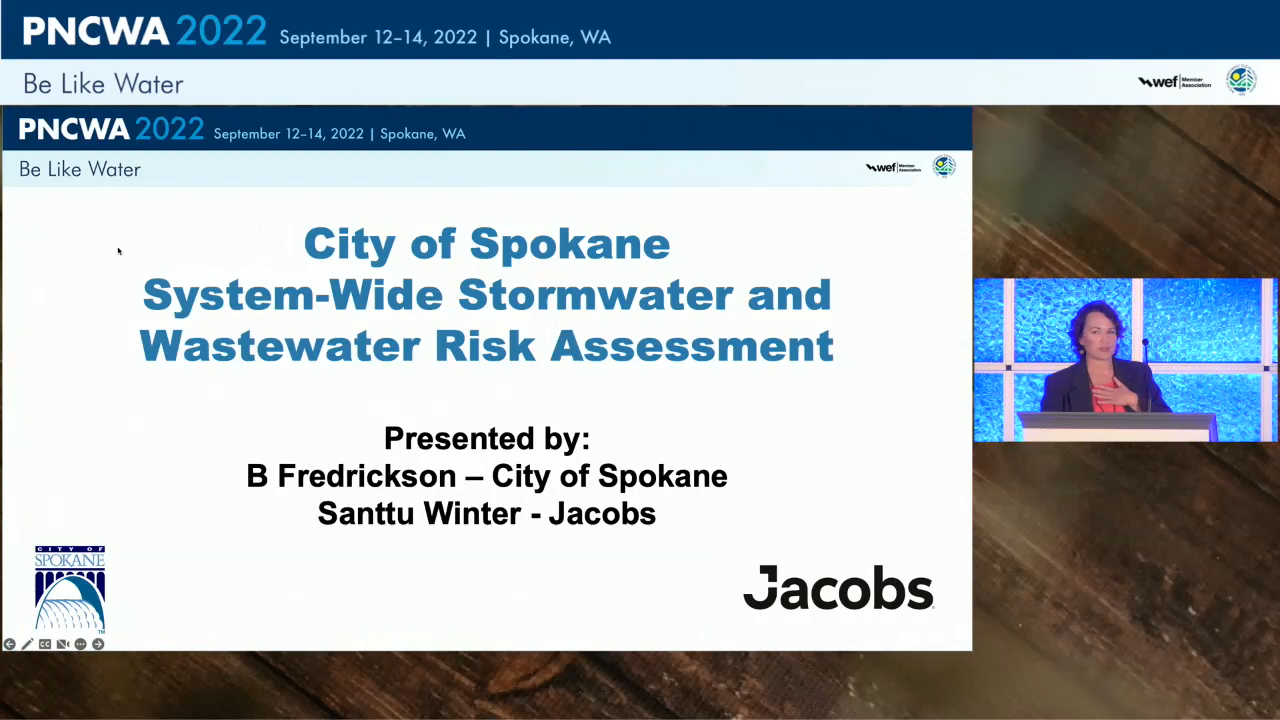 PNCWA 2022 September 12–14, 2022 | Spokane, WA
Be Like Water
wef Member Association
PNCWA 2022 September 12–14, 2022 | Spokane, WA
Be Like Water
wef Member Association
City of Spokane
System-Wide Stormwater and
Wastewater Risk Assessment
Presented by:
B Fredrickson – City of Spokane
Santtu Winter - Jacobs
CITY OF
SPOKANE
TM
Jacobs
CC